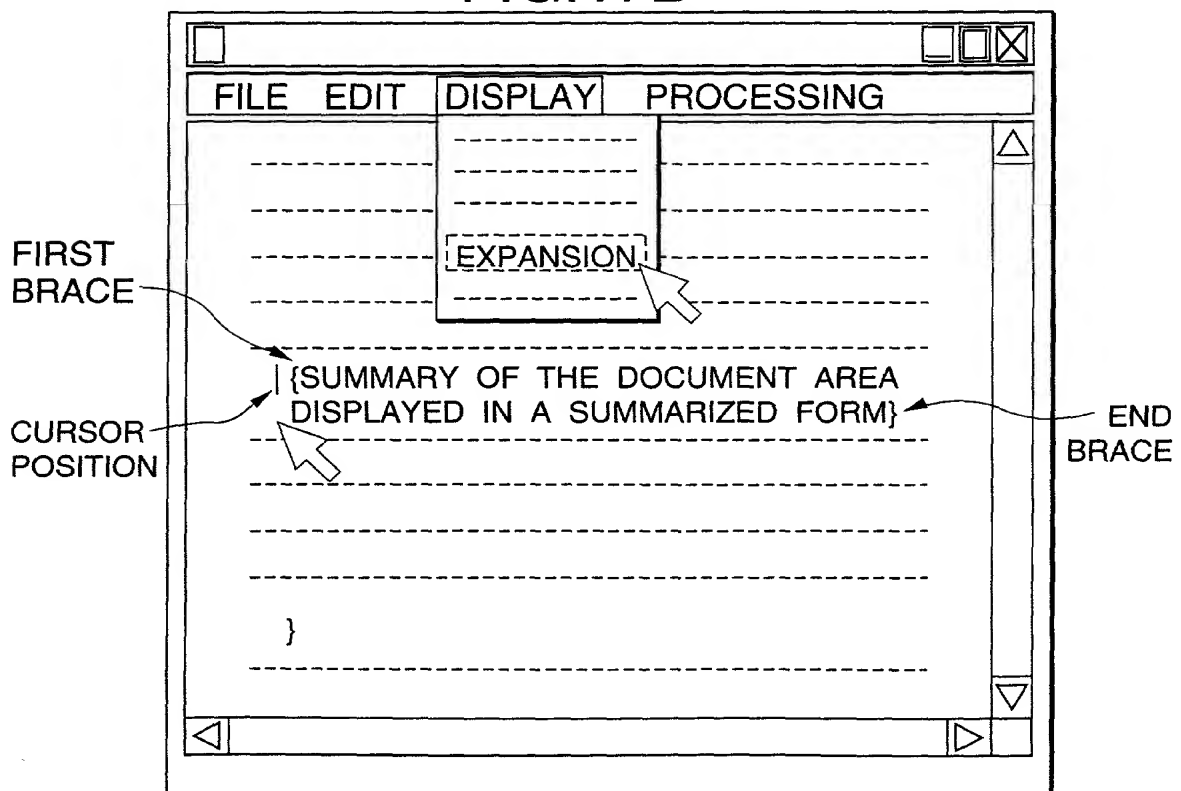 FILE EDIT DISPLAY PROCESSING
EXPANSION
FIRST
BRACE
{SUMMARY OF THE DOCUMENT AREA
DISPLAYED IN A SUMMARIZED FORM}
CURSOR
POSITION
END
BRACE
}